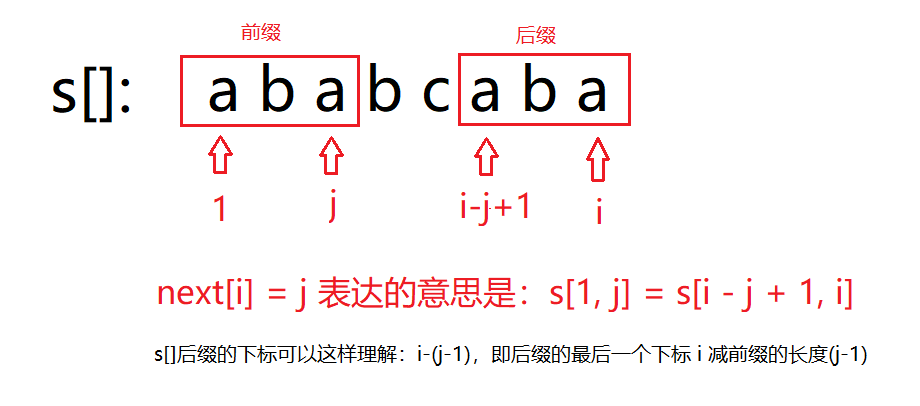 前缀 后缀
s[]: a b a b c a b a
1 j i-j+1 i
next[i] = j 表达的意思是：s[1, j] = s[i - j + 1, i]
s[]后缀的下标可以这样理解：i-(j-1)，即后缀的最后一个下标 i 减前缀的长度(j-1)